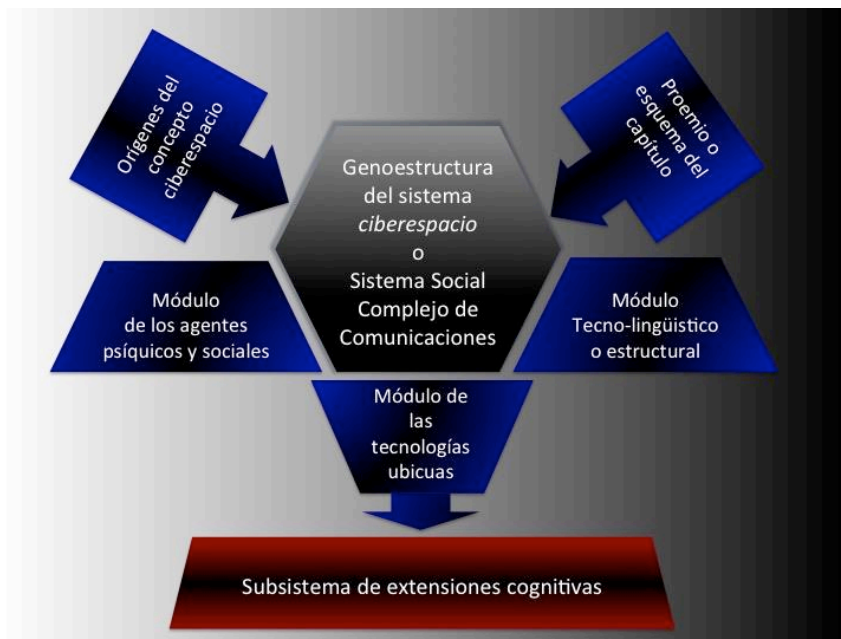 Orígenes del
concepto
ciberespacio
Proemio o
esquema del
capítulo
Genoestructura
del sistema
ciberespacio
o
Sistema Social
Complejo de
Comunicaciones
Módulo
de los agentes
psíquicos y sociales
Módulo
Tecno-lingüistico
o estructural
Módulo de
las
tecnologías
ubicuas
Subsistema de extensiones cognitivas